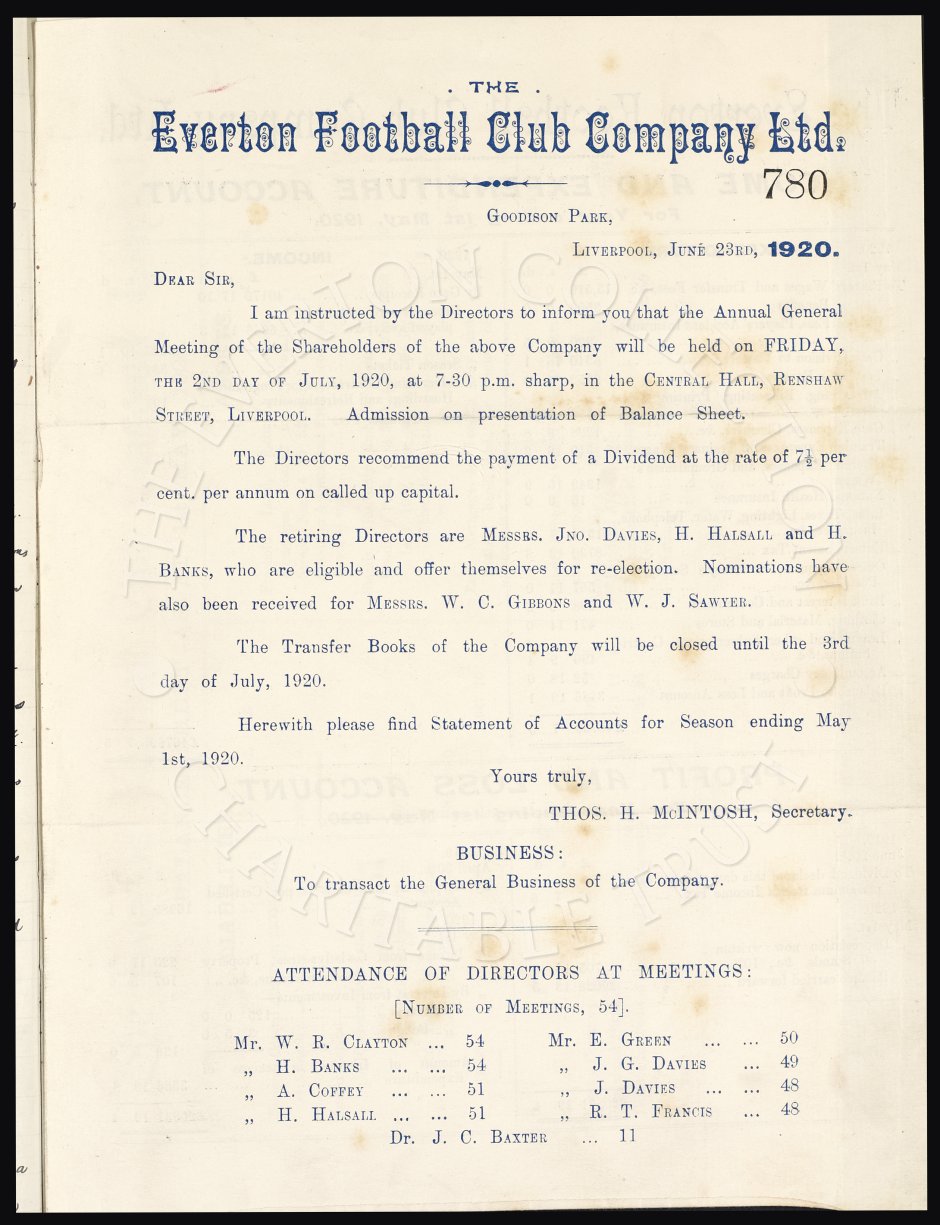 . THE .
Everton Football Club Company Ltd.
780
GOODISON PARK,
LIVERPOOL, JUNE 23RD, 1920.
DEAR SIR,
I am instructed by the Directors to inform you that the Annual General
Meeting of the Shareholders of the above Company will be held on FRIDAY,
THE 2ND DAY OF JULY, 1920, at 7-30 p.m. sharp, in the CENTRAL HALL, RENSHAW
STREET, LIVERPOOL. Admission on presentation of Balance Sheet.
The Directors recommend the payment of a Dividend at the rate of 7½ per
cent. per annum on called up capital.
The retiring Directors are MESSRS. JNO. DAVIES, H. HALSALL and H.
BANKS, who are eligible and offer themselves for re-election. Nominations have
also been received for MESSRS. W. C. GIBBONS and W. J. SAWYER.
The Transfer Books of the Company will be closed until the 3rd
day of July, 1920.
Herewith please find Statement of Accounts for Season ending May
1st, 1920.
Yours truly,
THOS. H. McINTOSH, Secretary.
BUSINESS:
To transact the General Business of the Company.
ATTENDANCE OF DIRECTORS AT MEETINGS:
[NUMBER OF MEETINGS, 54].
Mr. W. R. CLAYTON ... 54 Mr. E. GREEN ... ... 50
„ H. BANKS ... ... 54 „ J. G. DAVIES ... 49
„ A. COFFEY ... ... 51 „ J. DAVIES ... ... 48
„ H. HALSALL ... ... 51 „ R. T. FRANCIS ... 48
Dr. J. C. BAXTER ... 11
THE EVERTON COLLECTION
CHARITABLE TRUST